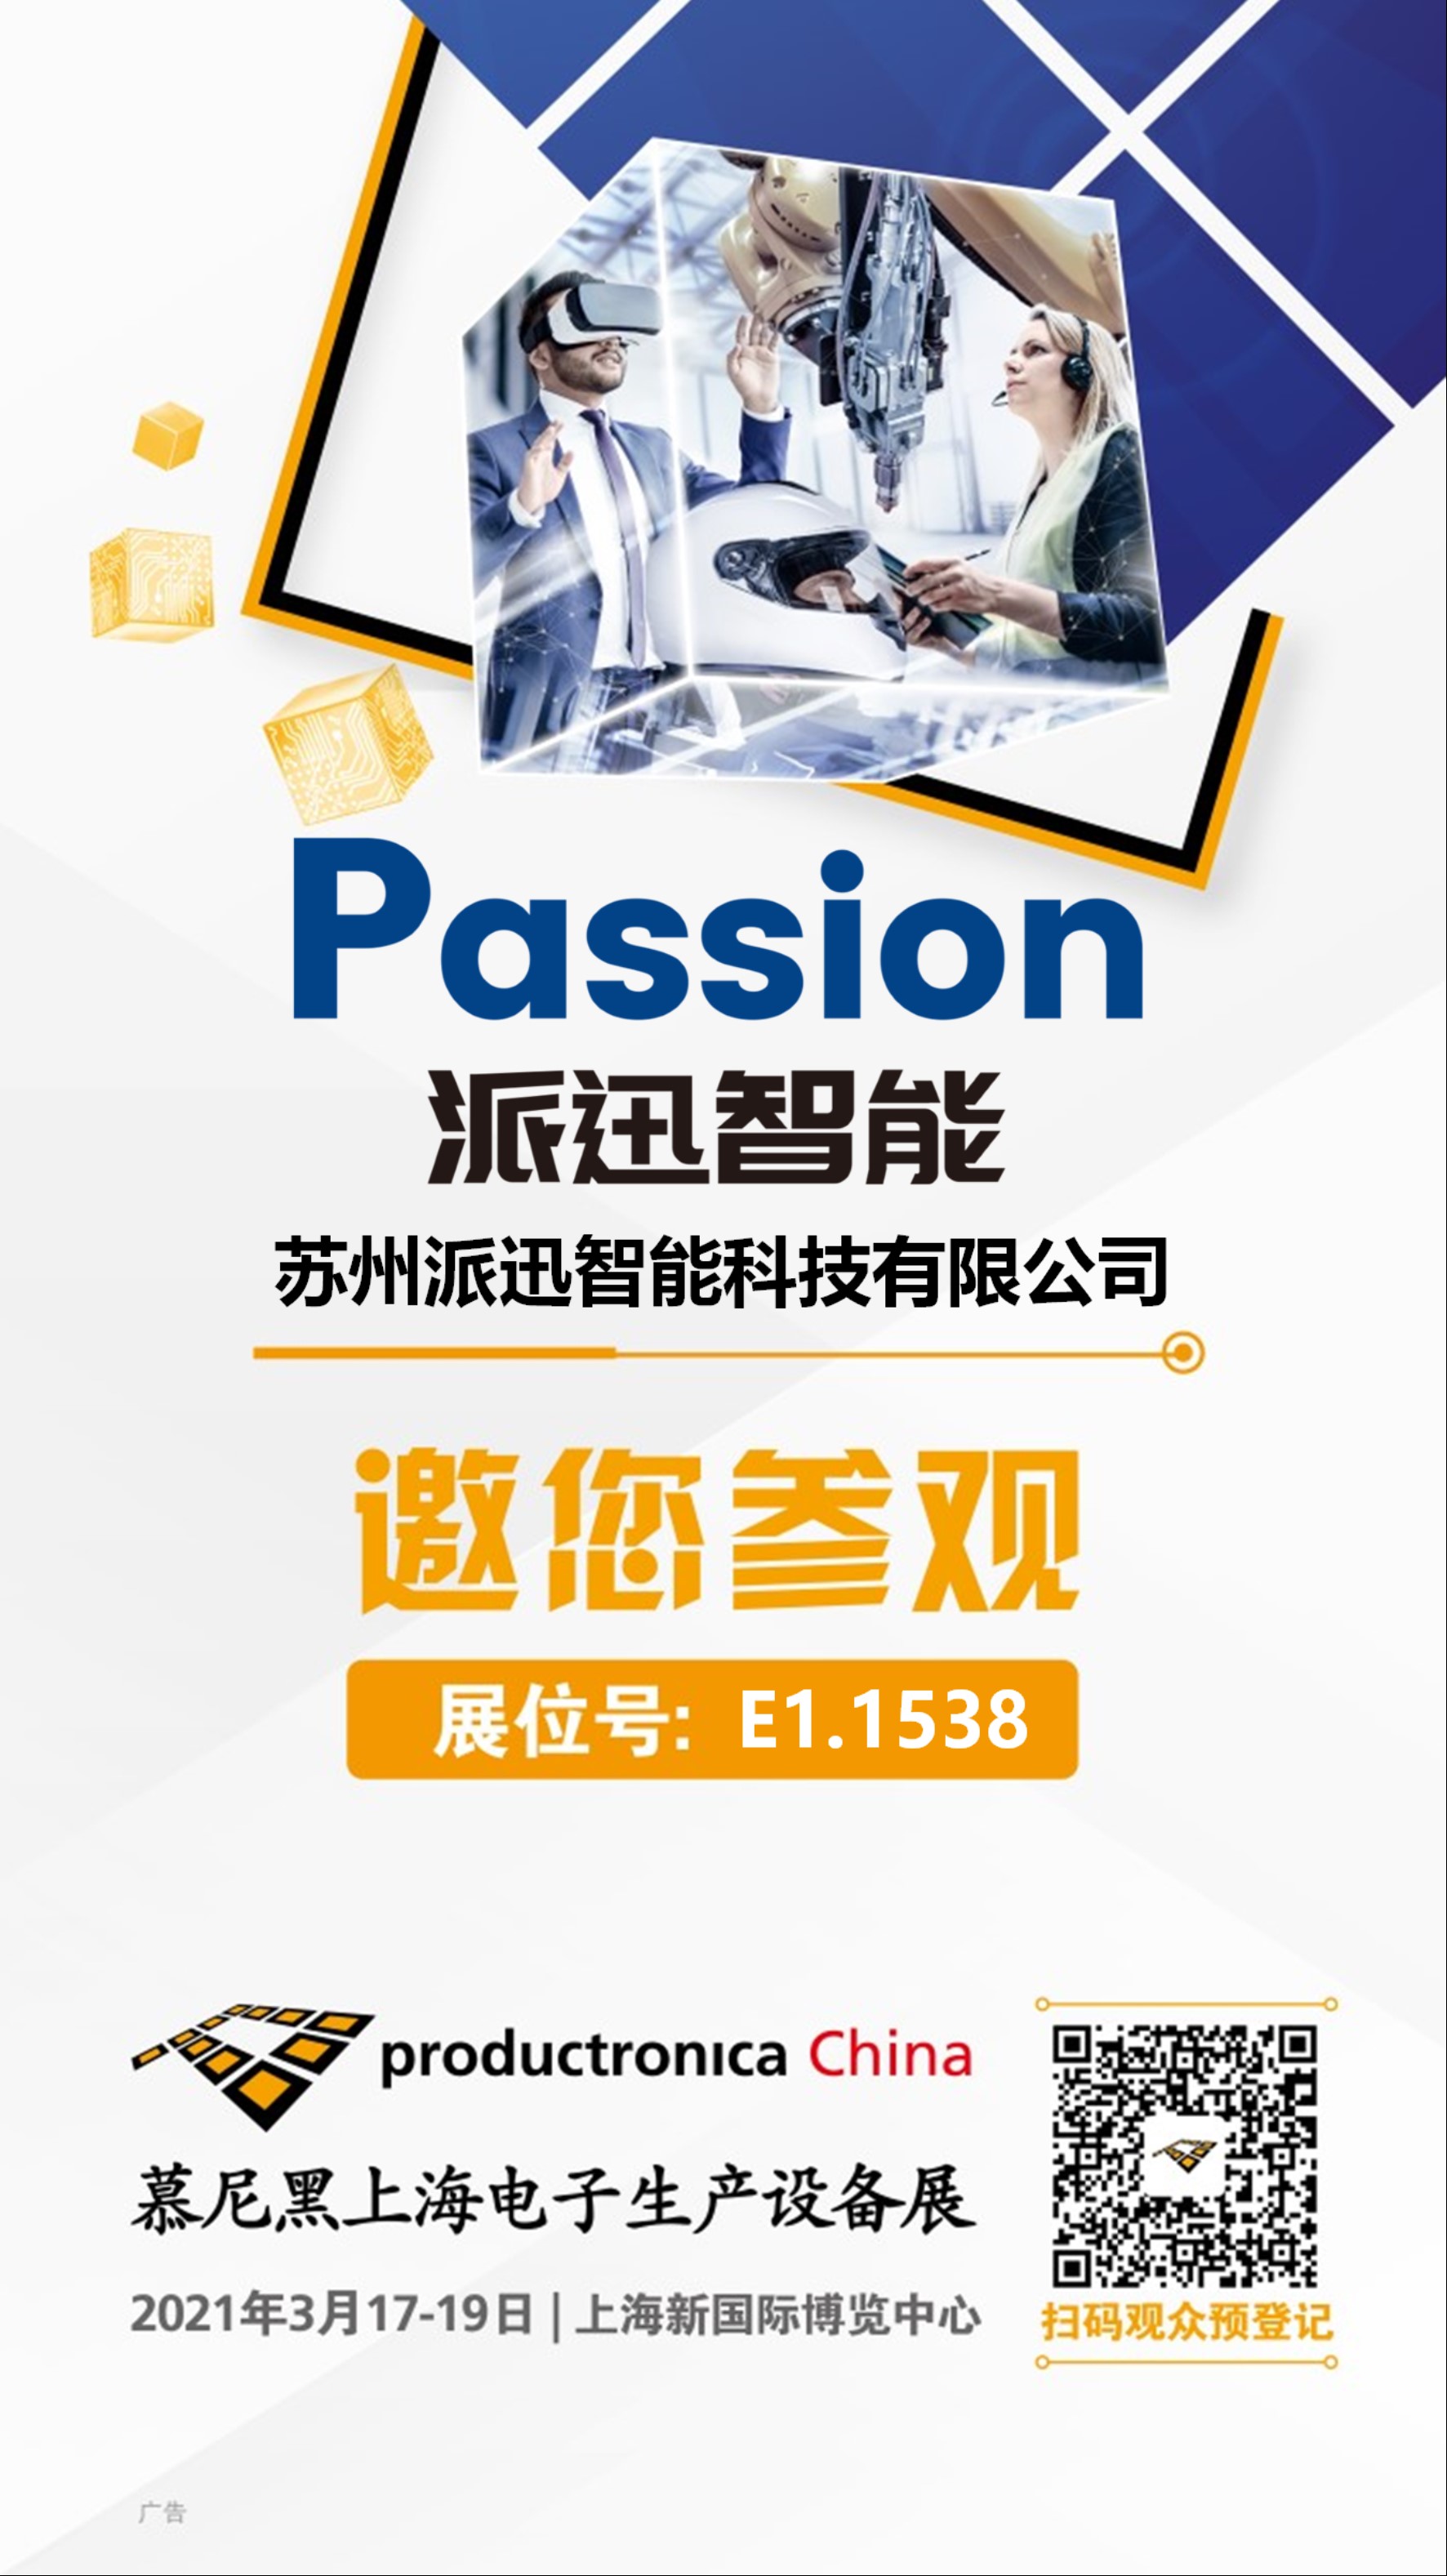 Passion
派迅智能
苏州派迅智能科技有限公司
邀您参观
展位号: E1.1538
productronica China
慕尼黑上海电子生产设备展
2021年3月17-19日 | 上海新国际博览中心
扫码观众预登记
广告